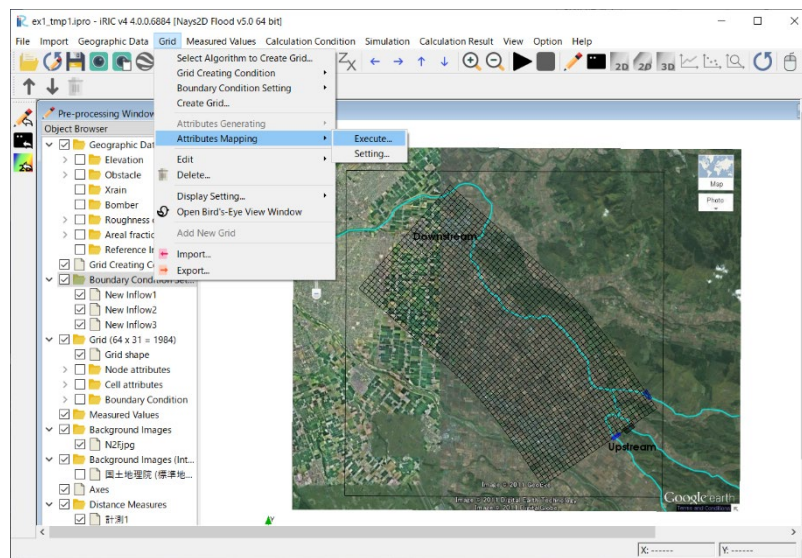 ex1_tmp1.ipro - iRIC v4 4.0.0.6884 [Nays2D Flood v5.0 64 bit]
File Import Geographic Data Grid Measured Values Calculation Condition Simulation Calculation Result View Option Help
Select Algorithm to Create Grid...
Grid Creating Condition
Boundary Condition Setting
Create Grid...
Attributes Generating
Attributes Mapping
Execute...
Setting...
Edit
Delete...
Display Setting...
Open Bird's-Eye View Window
Add New Grid
Import...
Export...
Pre-processing Window
Object Browser
Geographic Dat
Elevation
Obstacle
Xrain
Bomber
Roughness
Areal fractio
Reference I
Grid Creating C
Boundary Condition Set...
New Inflow1
New Inflow2
New Inflow3
Grid (64 x 31 = 1984)
Grid shape
Node attributes
Cell attributes
Boundary Condition
Measured Values
Background Images
N2F.jpg
Background Images (Int...
国土地理院 (標準地...
Axes
Distance Measures
計測1
2D 2D 3D
Map
Photo
Downstream
Upstream
Google earth
Y
X: ------
Y: ------